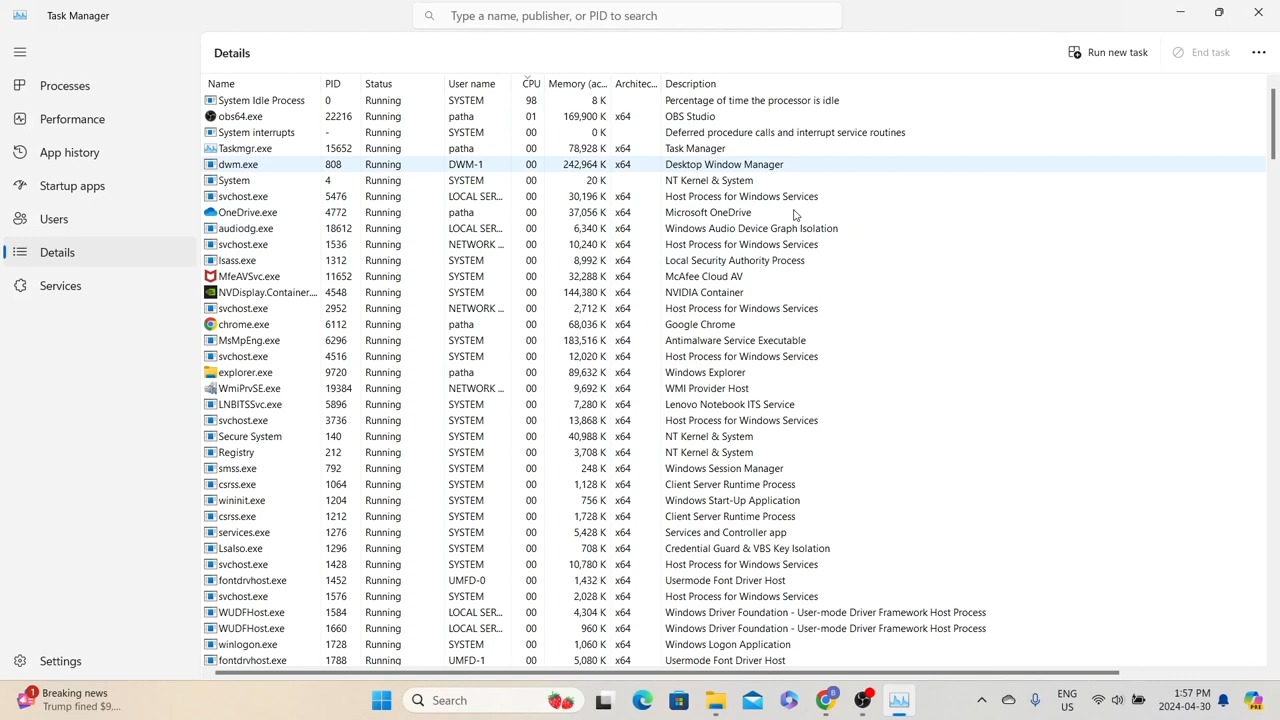 Task Manager
Type a name, publisher, or PID to search
Details
Run new task
End task
Processes
Performance
App history
Startup apps
Users
Details
Services
Settings
Name PID Status User name CPU Memory (ac... Architec... Description
System Idle Process 0 Running SYSTEM 98 8 K Percentage of time the processor is idle
obs64.exe 22216 Running patha 01 169,900 K x64 OBS Studio
System interrupts - Running SYSTEM 00 0 K Deferred procedure calls and interrupt service routines
Taskmgr.exe 15652 Running patha 00 78,928 K x64 Task Manager
dwm.exe 808 Running DWM-1 00 242,964 K x64 Desktop Window Manager
System 4 Running SYSTEM 00 20 K NT Kernel & System
svchost.exe 5476 Running LOCAL SER... 00 30,196 K x64 Host Process for Windows Services
OneDrive.exe 4772 Running patha 00 37,056 K x64 Microsoft OneDrive
audiodg.exe 18612 Running LOCAL SER... 00 6,340 K x64 Windows Audio Device Graph Isolation
svchost.exe 1536 Running NETWORK ... 00 10,240 K x64 Host Process for Windows Services
lsass.exe 1312 Running SYSTEM 00 8,992 K x64 Local Security Authority Process
MfeAVSvc.exe 11652 Running SYSTEM 00 32,288 K x64 McAfee Cloud AV
NVDisplay.Container.... 4548 Running SYSTEM 00 144,380 K x64 NVIDIA Container
svchost.exe 2952 Running NETWORK ... 00 2,712 K x64 Host Process for Windows Services
chrome.exe 6112 Running patha 00 68,036 K x64 Google Chrome
MsMpEng.exe 6296 Running SYSTEM 00 183,516 K x64 Antimalware Service Executable
svchost.exe 4516 Running SYSTEM 00 12,020 K x64 Host Process for Windows Services
explorer.exe 9720 Running patha 00 89,632 K x64 Windows Explorer
WmiPrvSE.exe 19384 Running NETWORK ... 00 9,692 K x64 WMI Provider Host
LNBITSSvc.exe 5896 Running SYSTEM 00 7,280 K x64 Lenovo Notebook ITS Service
svchost.exe 3736 Running SYSTEM 00 13,868 K x64 Host Process for Windows Services
Secure System 140 Running SYSTEM 00 40,988 K x64 NT Kernel & System
Registry 212 Running SYSTEM 00 3,708 K x64 NT Kernel & System
smss.exe 792 Running SYSTEM 00 248 K x64 Windows Session Manager
csrss.exe 1064 Running SYSTEM 00 1,128 K x64 Client Server Runtime Process
wininit.exe 1204 Running SYSTEM 00 756 K x64 Windows Start-Up Application
csrss.exe 1212 Running SYSTEM 00 1,728 K x64 Client Server Runtime Process
services.exe 1276 Running SYSTEM 00 5,428 K x64 Services and Controller app
LsaIso.exe 1296 Running SYSTEM 00 708 K x64 Credential Guard & VBS Key Isolation
svchost.exe 1428 Running SYSTEM 00 10,780 K x64 Host Process for Windows Services
fontdrvhost.exe 1452 Running UMFD-0 00 1,432 K x64 Usermode Font Driver Host
svchost.exe 1576 Running SYSTEM 00 2,028 K x64 Host Process for Windows Services
WUDFHost.exe 1584 Running LOCAL SER... 00 4,304 K x64 Windows Driver Foundation - User-mode Driver Framework Host Process
WUDFHost.exe 1660 Running LOCAL SER... 00 960 K x64 Windows Driver Foundation - User-mode Driver Framework Host Process
winlogon.exe 1728 Running SYSTEM 00 1,060 K x64 Windows Logon Application
fontdrvhost.exe 1788 Running UMFD-1 00 5,080 K x64 Usermode Font Driver Host
1
Breaking news
Trump fined $9,...
Search
B
ENG
US
1:57 PM
2024-04-30